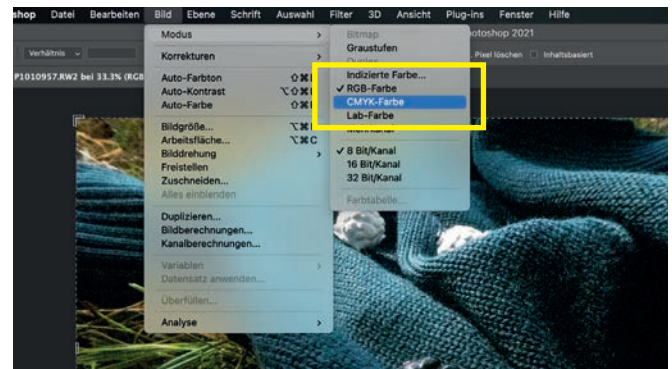 shop Datei Bearbeiten Bild Ebene Schrift Auswahl Filter 3D Ansicht Plug-ins Fenster Hilfe
otoshop 2021
Verhältnis
Pixel löschen Inhaltsbasiert
P1010957.RW2 bei 33.3% (RGB
Modus
Korrekturen
Auto-Farbton
Auto-Kontrast
Auto-Farbe
Bildgröße...
Arbeitsfläche...
Bilddrehung
Freistellen
Zuschneiden...
Alles einblenden
Duplizieren...
Bildberechnungen...
Kanalberechnungen...
Variablen
Datensatz anwenden...
Überfüllen...
Analyse
Bitmap
Graustufen
Duplex
Indizierte Farbe...
✓ RGB-Farbe
CMYK-Farbe
Lab-Farbe
Mehrkanal
✓ 8 Bit/Kanal
16 Bit/Kanal
32 Bit/Kanal
Farbtabelle...